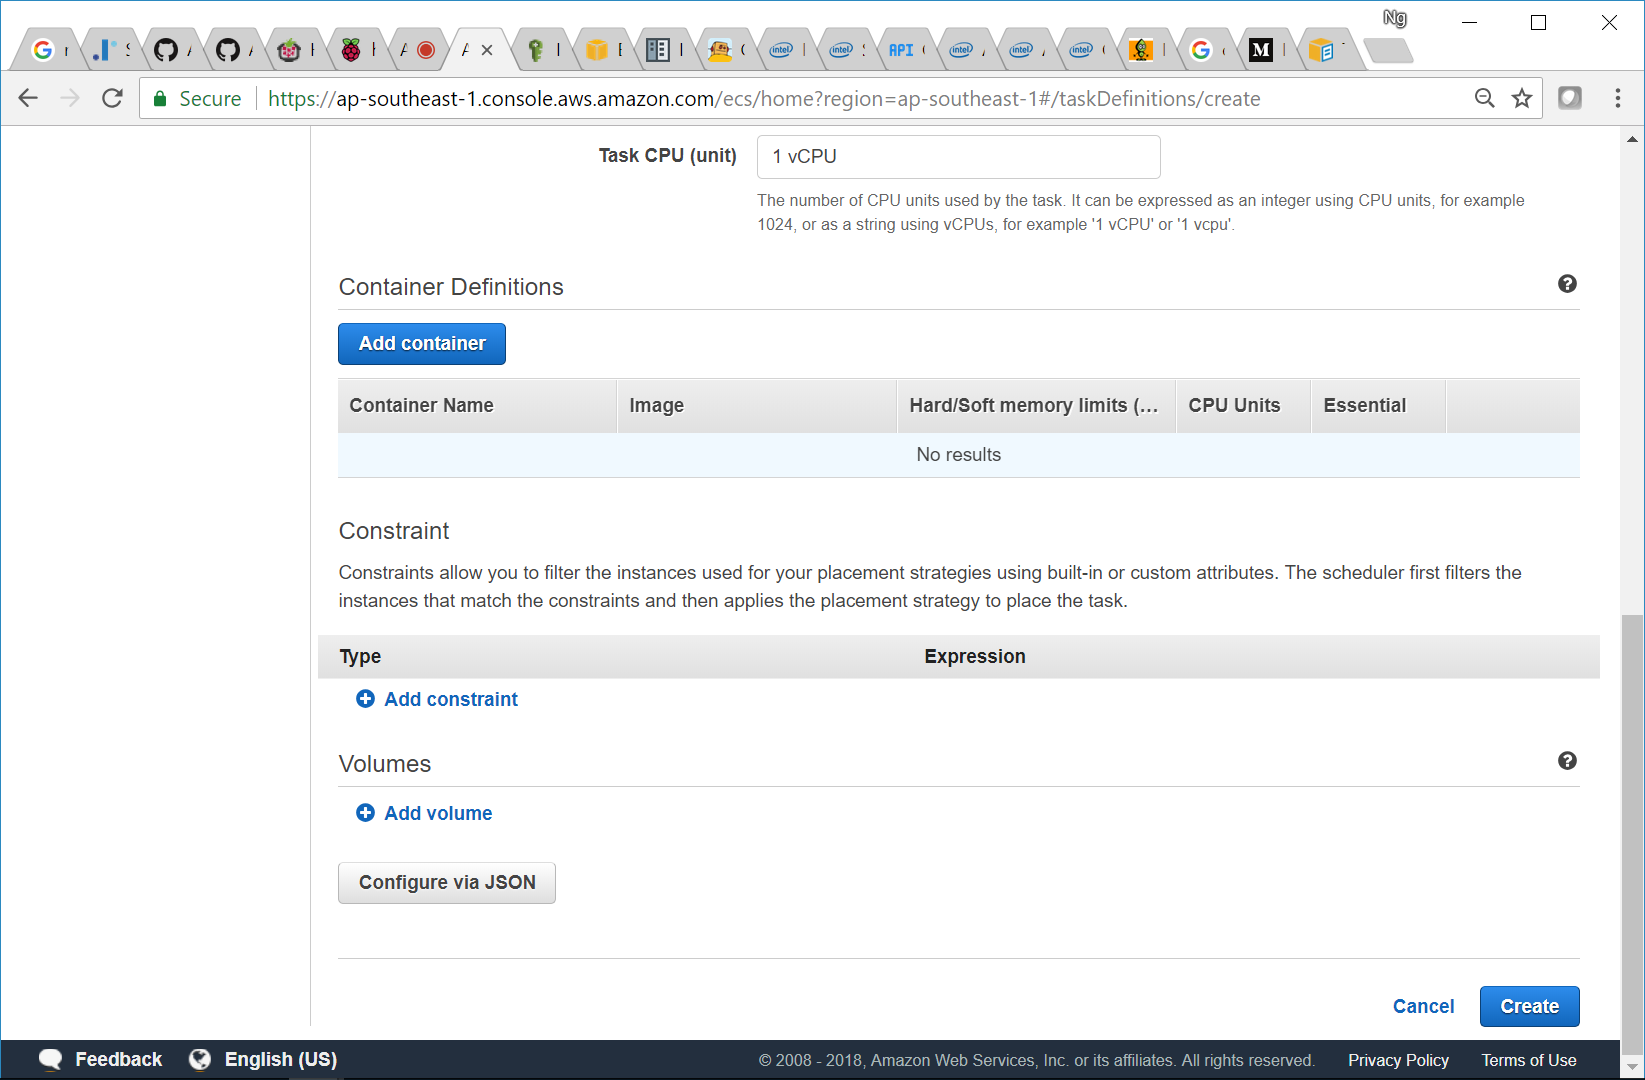 Ng
API
intel
intel
intel
intel
intel
M
Secure
https://ap-southeast-1.console.aws.amazon.com/ecs/home?region=ap-southeast-1#/taskDefinitions/create
Task CPU (unit)
1 vCPU
The number of CPU units used by the task. It can be expressed as an integer using CPU units, for example
1024, or as a string using vCPUs, for example '1 vCPU' or '1 vcpu'.
Container Definitions
Add container
Container Name Image Hard/Soft memory limits (... CPU Units Essential
No results
Constraint
Constraints allow you to filter the instances used for your placement strategies using built-in or custom attributes. The scheduler first filters the
instances that match the constraints and then applies the placement strategy to place the task.
Type Expression
Add constraint
Volumes
Add volume
Configure via JSON
Cancel Create
Feedback English (US) © 2008 - 2018, Amazon Web Services, Inc. or its affiliates. All rights reserved. Privacy Policy Terms of Use